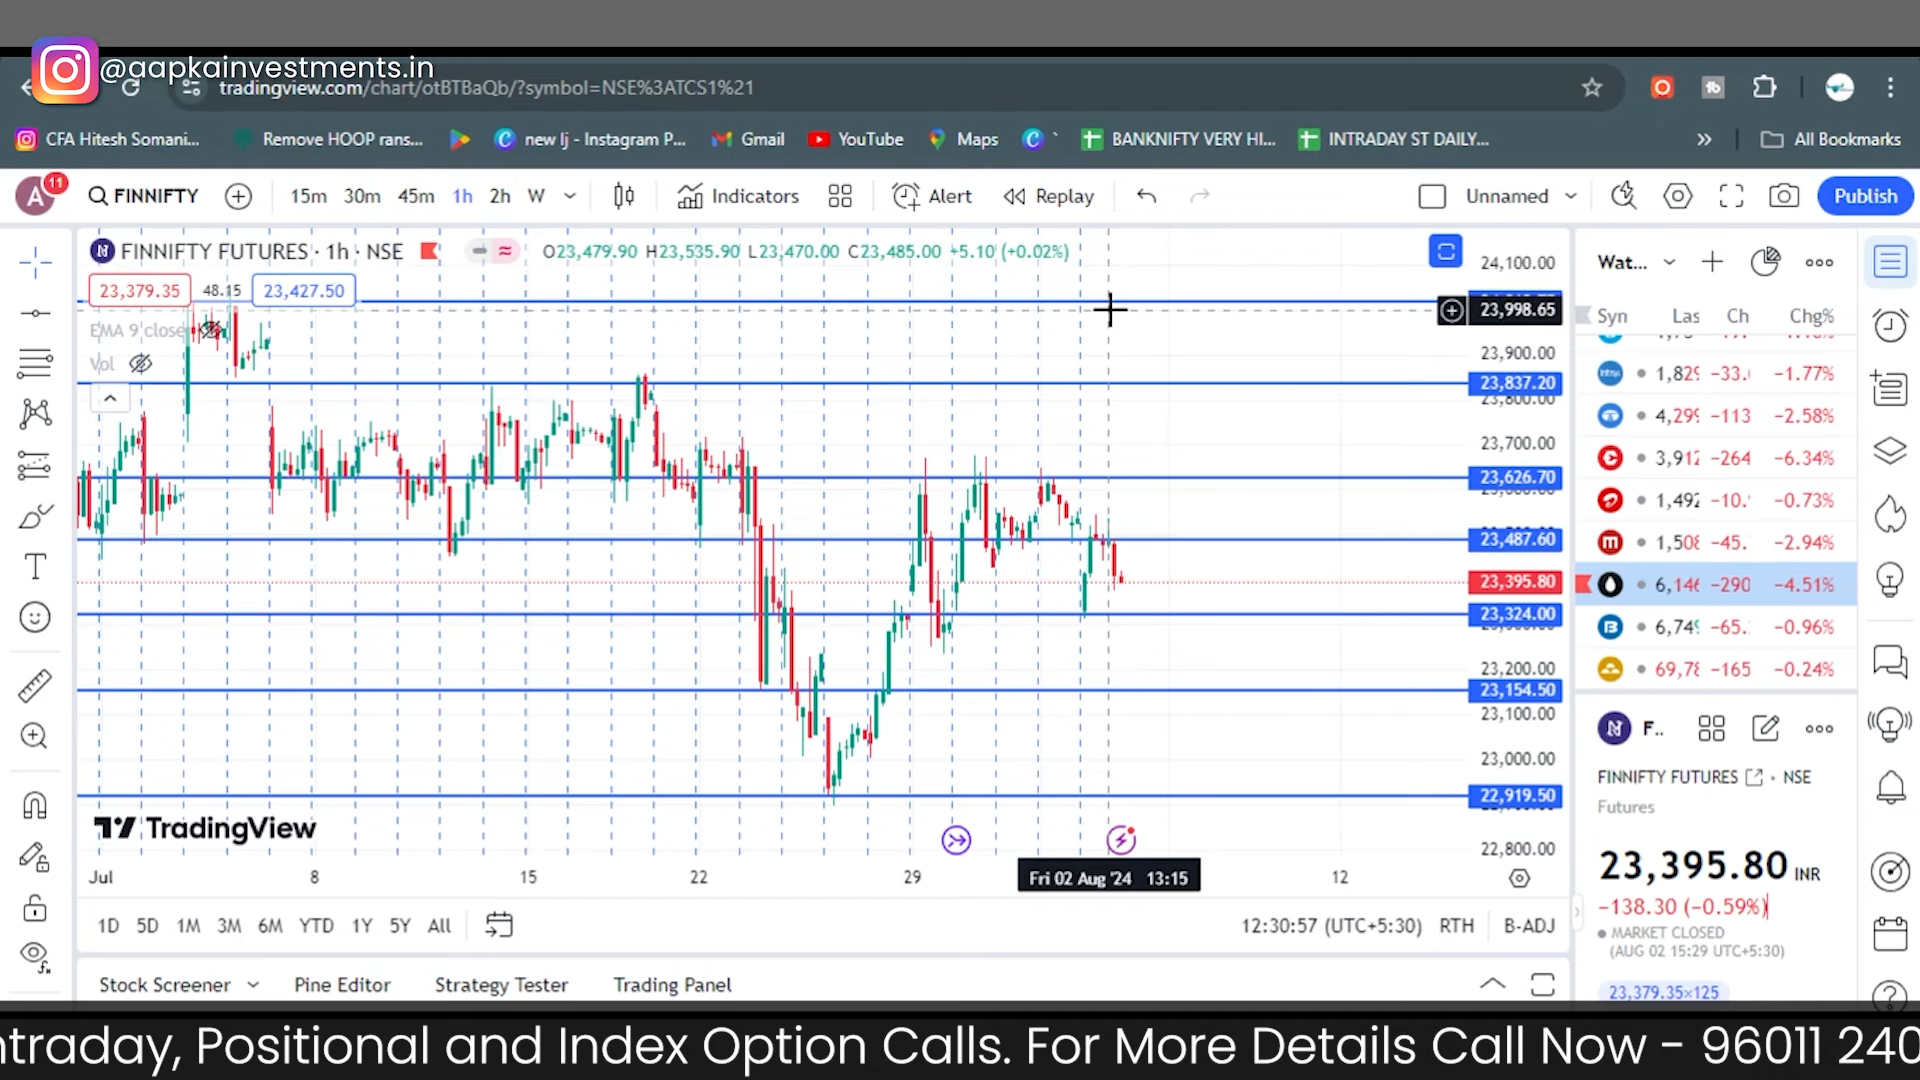 @aapkainvestments.in
tradingview.com/chart/otBTBaQb/?symbol=NSE%3ATCS1%21
CFA Hitesh Somani... Remove HOOP rans... new Ij - Instagram P... Gmail YouTube Maps BANKNIFTY VERY HI... INTRADAY ST DAILY... All Bookmarks
A 11 FINNIFTY 15m 30m 45m 1h 2h W Indicators Alert Replay Unnamed Publish
FINNIFTY FUTURES · 1h · NSE O23,479.90 H23,535.90 L23,470.00 C23,485.00 +5.10 (+0.02%)
23,379.35 48.15 23,427.50
EMA 9 close
Vol
24,100.00
23,998.65
23,900.00
23,837.20
23,800.00
23,700.00
23,626.70
23,487.60
23,395.80
23,324.00
23,200.00
23,154.50
23,100.00
23,000.00
22,919.50
22,800.00
TradingView
Jul 8 15 22 29 Fri 02 Aug '24 13:15 12
1D 5D 1M 3M 6M YTD 1Y 5Y All 12:30:57 (UTC+5:30) RTH B-ADJ
Stock Screener Pine Editor Strategy Tester Trading Panel
Wat...
Syn Las Ch Chg%
1,829 −33. −1.77%
4,299 −113 −2.58%
3,912 −264 −6.34%
1,492 −10. −0.73%
1,508 −45. −2.94%
6,146 −290 −4.51%
6,749 −65. −0.96%
69,78 −165 −0.24%
F..
FINNIFTY FUTURES · NSE
Futures
23,395.80 INR
−138.30 (−0.59%)
MARKET CLOSED
(AUG 02 15:29 UTC+5:30)
23,379.35×125
ntraday, Positional and Index Option Calls. For More Details Call Now - 96011 240